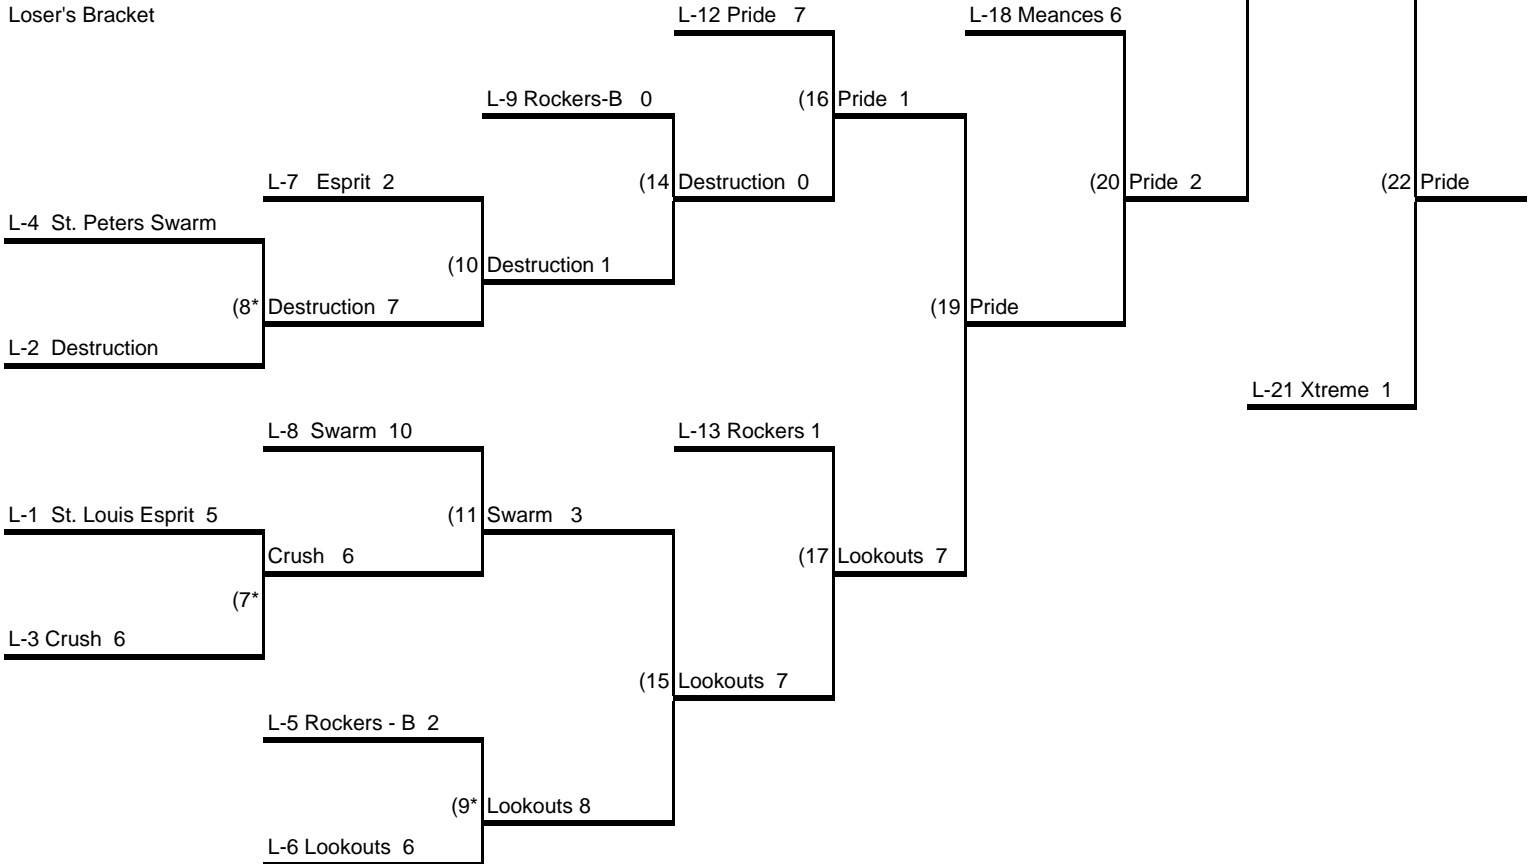 Loser's Bracket
L-12 Pride 7
L-18 Meances 6
L-9 Rockers-B 0
(16 Pride 1
L-7 Esprit 2
(14 Destruction 0
(20 Pride 2
(22 Pride
L-4 St. Peters Swarm
(10 Destruction 1
(8* Destruction 7
(19 Pride
L-2 Destruction
L-21 Xtreme 1
L-8 Swarm 10
L-13 Rockers 1
L-1 St. Louis Esprit 5
(11 Swarm 3
Crush 6
(17 Lookouts 7
(7*
L-3 Crush 6
(15 Lookouts 7
L-5 Rockers - B 2
(9* Lookouts 8
L-6 Lookouts 6